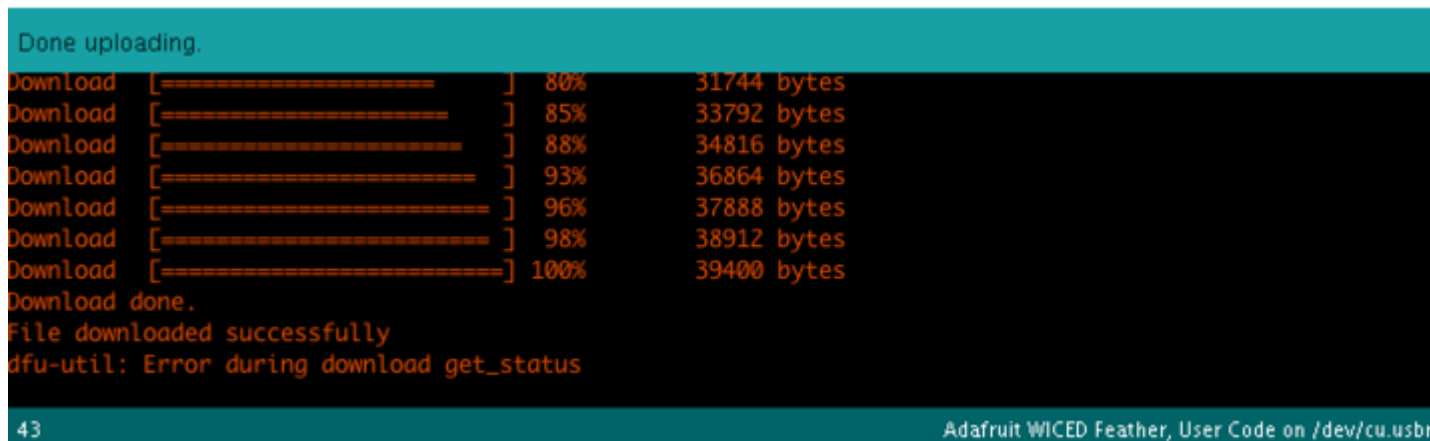 Done uploading.
Download [==================== ] 80% 31744 bytes
Download [===================== ] 85% 33792 bytes
Download [====================== ] 88% 34816 bytes
Download [======================= ] 93% 36864 bytes
Download [======================== ] 96% 37888 bytes
Download [======================== ] 98% 38912 bytes
Download [=========================] 100% 39400 bytes
Download done.
File downloaded successfully
dfu-util: Error during download get_status
43 Adafruit WICED Feather, User Code on /dev/cu.usb